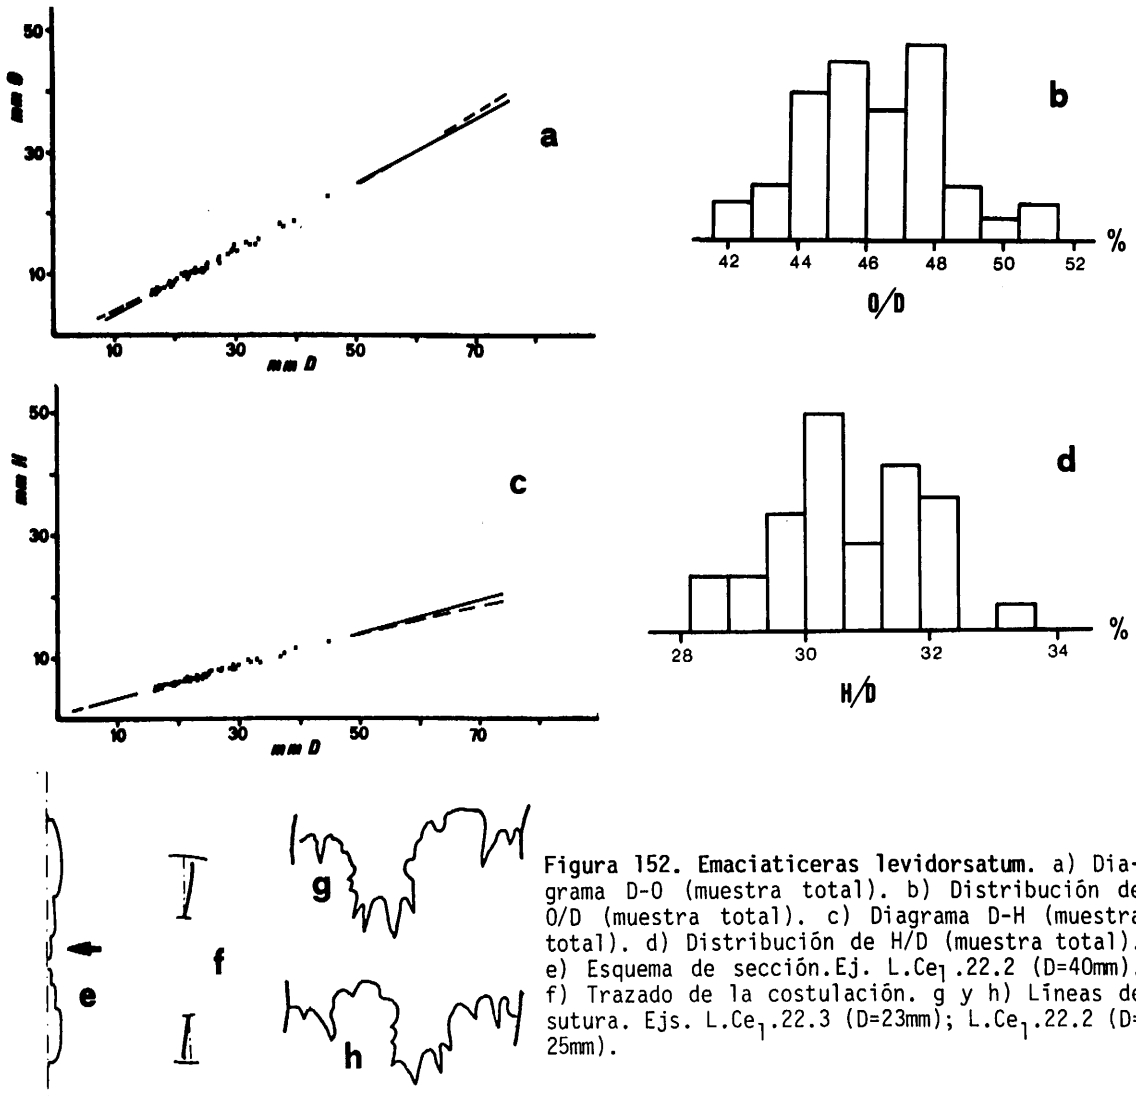 50
30
10
mm O
10
30
50
70
mm D
a
b
42
44
46
48
50
52
%
O/D
50
30
10
mm H
10
30
50
70
mm D
c
d
28
30
32
34
%
H/D
e
f
g
h
Figura 152. Emaciaticeras levidorsatum. a) Dia-
grama D-O (muestra total). b) Distribución de
O/D (muestra total). c) Diagrama D-H (muestra
total). d) Distribución de H/D (muestra total).
e) Esquema de sección.Ej. L.Ce₁.22.2 (D=40mm).
f) Trazado de la costulación. g y h) Líneas de
sutura. Ejs. L.Ce₁.22.3 (D=23mm); L.Ce₁.22.2 (D=
25mm).